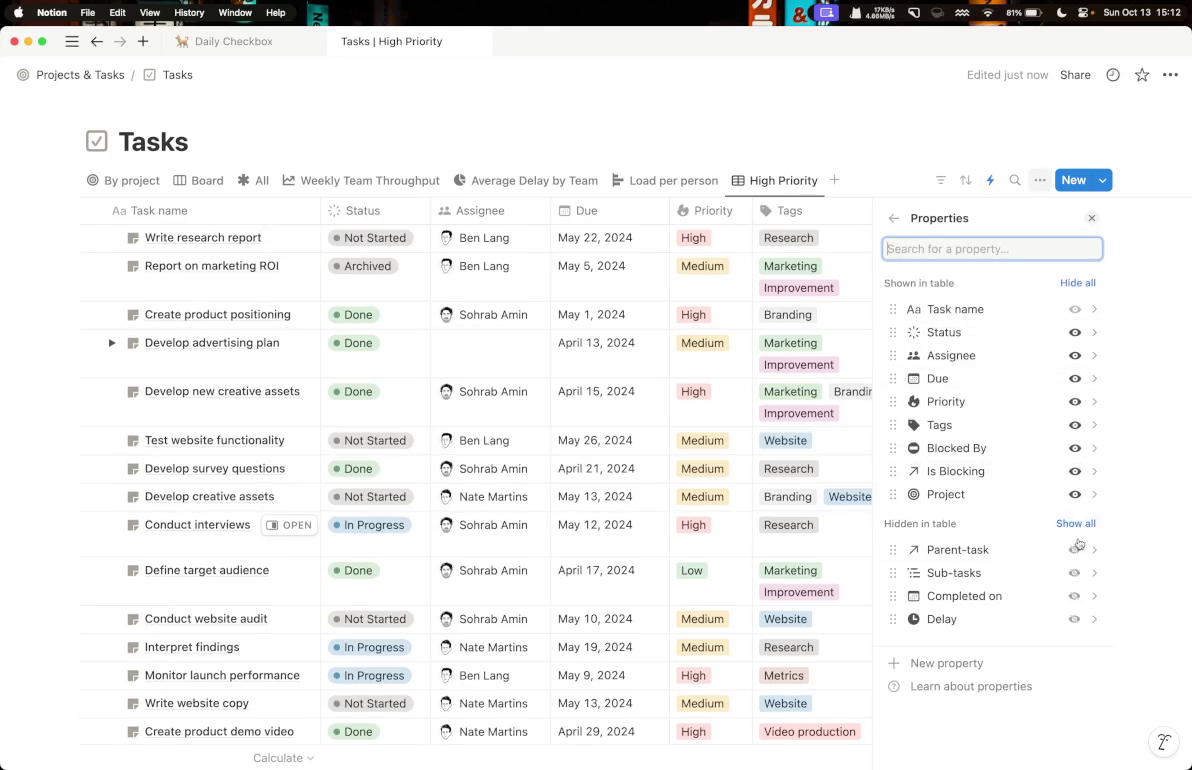 Notion File Edit View History Window Help 17KB/s 4.86MB/s 81% Sun Oct 13 15:12
Daily Checkbox Tasks | High Priority
Projects & Tasks / Tasks Edited just now Share
Tasks
By project Board All Weekly Team Throughput Average Delay by Team Load per person High Priority New
Aa Task name Status Assignee Due Priority Tags
Write research report Not Started Ben Lang May 22, 2024 High Research
Report on marketing ROI Archived Ben Lang May 5, 2024 Medium Marketing
Improvement
Create product positioning Done Sohrab Amin May 1, 2024 High Branding
Develop advertising plan Done April 13, 2024 Medium Marketing
Improvement
Develop new creative assets Done Sohrab Amin April 15, 2024 High Marketing Brandin
Improvement
Test website functionality Not Started Ben Lang May 26, 2024 Medium Website
Develop survey questions Done Sohrab Amin April 21, 2024 Medium Research
Develop creative assets Not Started Nate Martins May 13, 2024 Medium Branding Website
Conduct interviews OPEN In Progress Sohrab Amin May 12, 2024 High Research
Define target audience Done Sohrab Amin April 17, 2024 Low Marketing
Improvement
Conduct website audit Not Started Sohrab Amin May 10, 2024 Medium Website
Interpret findings In Progress Nate Martins May 19, 2024 Medium Research
Monitor launch performance In Progress Ben Lang May 9, 2024 High Metrics
Write website copy Not Started Nate Martins May 13, 2024 Medium Website
Create product demo video Done Nate Martins April 29, 2024 High Video production
Calculate
Properties
Search for a property...
Shown in table Hide all
Aa Task name
Status
Assignee
Due
Priority
Tags
Blocked By
Is Blocking
Project
Hidden in table Show all
Parent-task
Sub-tasks
Completed on
Delay
New property
Learn about properties